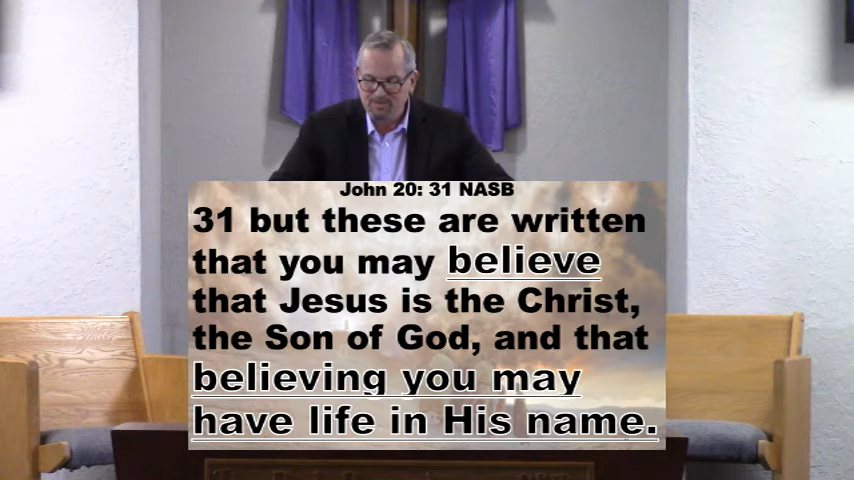 John 20: 31 NASB
31 but these are written
that you may believe
that Jesus is the Christ,
the Son of God, and that
believing you may
have life in His name.